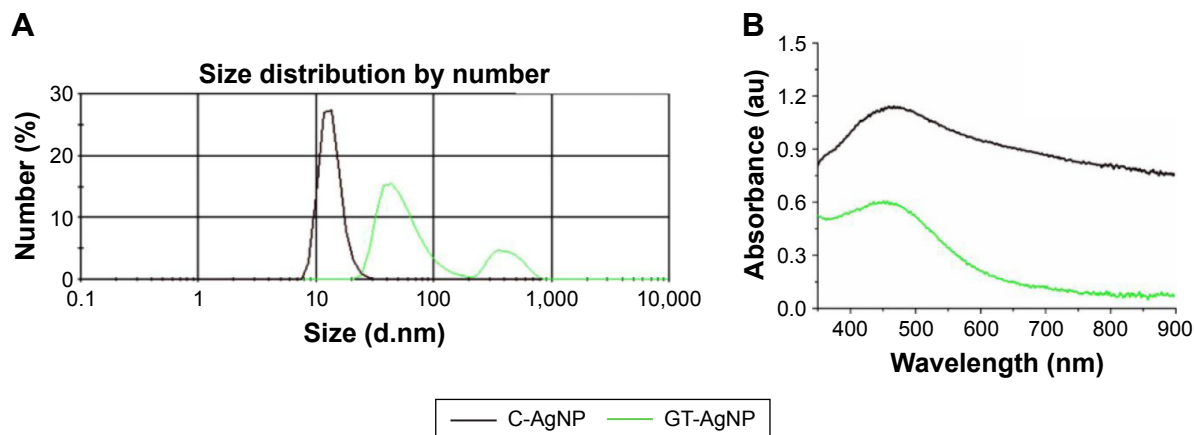 A
Size distribution by number
Number (%)
30
20
10
0
0.1 1 10 100 1,000 10,000
Size (d.nm)
B
Absorbance (au)
1.5
1.2
0.9
0.6
0.3
0.0
400 500 600 700 800 900
Wavelength (nm)
C-AgNP GT-AgNP